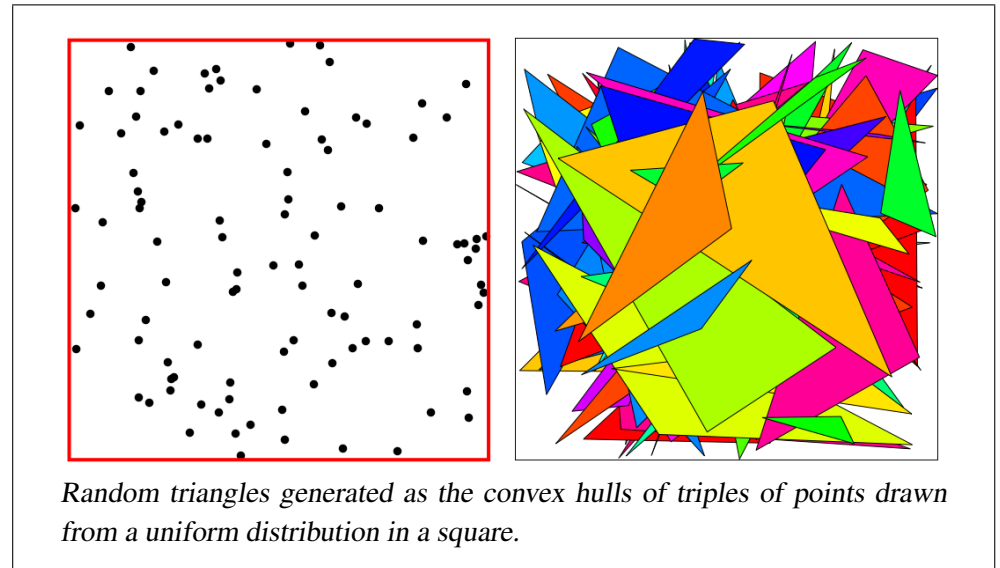 Random triangles generated as the convex hulls of triples of points drawn
from a uniform distribution in a square.